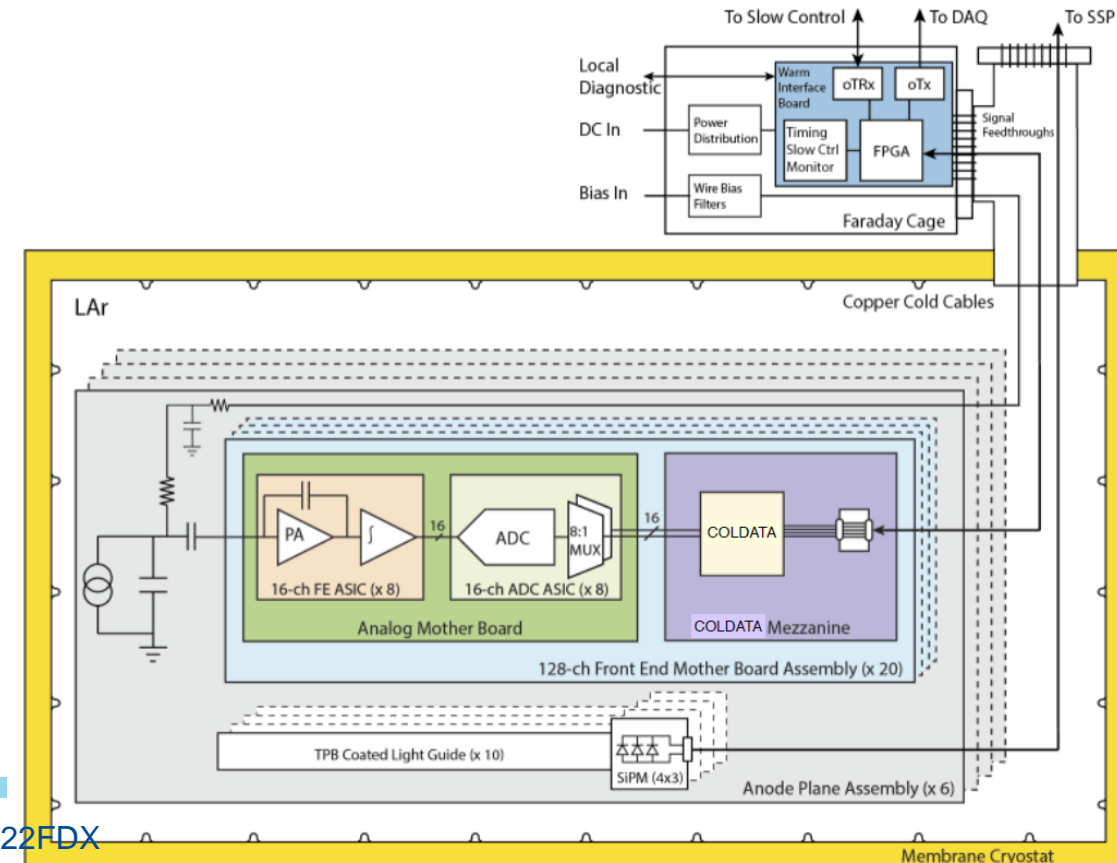 To Slow Control
To DAQ
To SSP
Local
Diagnostic
DC In
Bias In
Power
Distribution
Wire Bias
Filters
Warm
Interface
Board
oTRx
oTx
Timing
Slow Ctrl
Monitor
FPGA
Signal
Feedthroughs
Faraday Cage
LAr
Copper Cold Cables
PA
∫
16
ADC
8:1
MUX
16
COLDATA
16-ch FE ASIC (x 8)
16-ch ADC ASIC (x 8)
Analog Mother Board
COLDATA Mezzanine
128-ch Front End Mother Board Assembly (x 20)
TPB Coated Light Guide (x 10)
SiPM (4x3)
Anode Plane Assembly (x 6)
22FDX
Membrane Cryostat